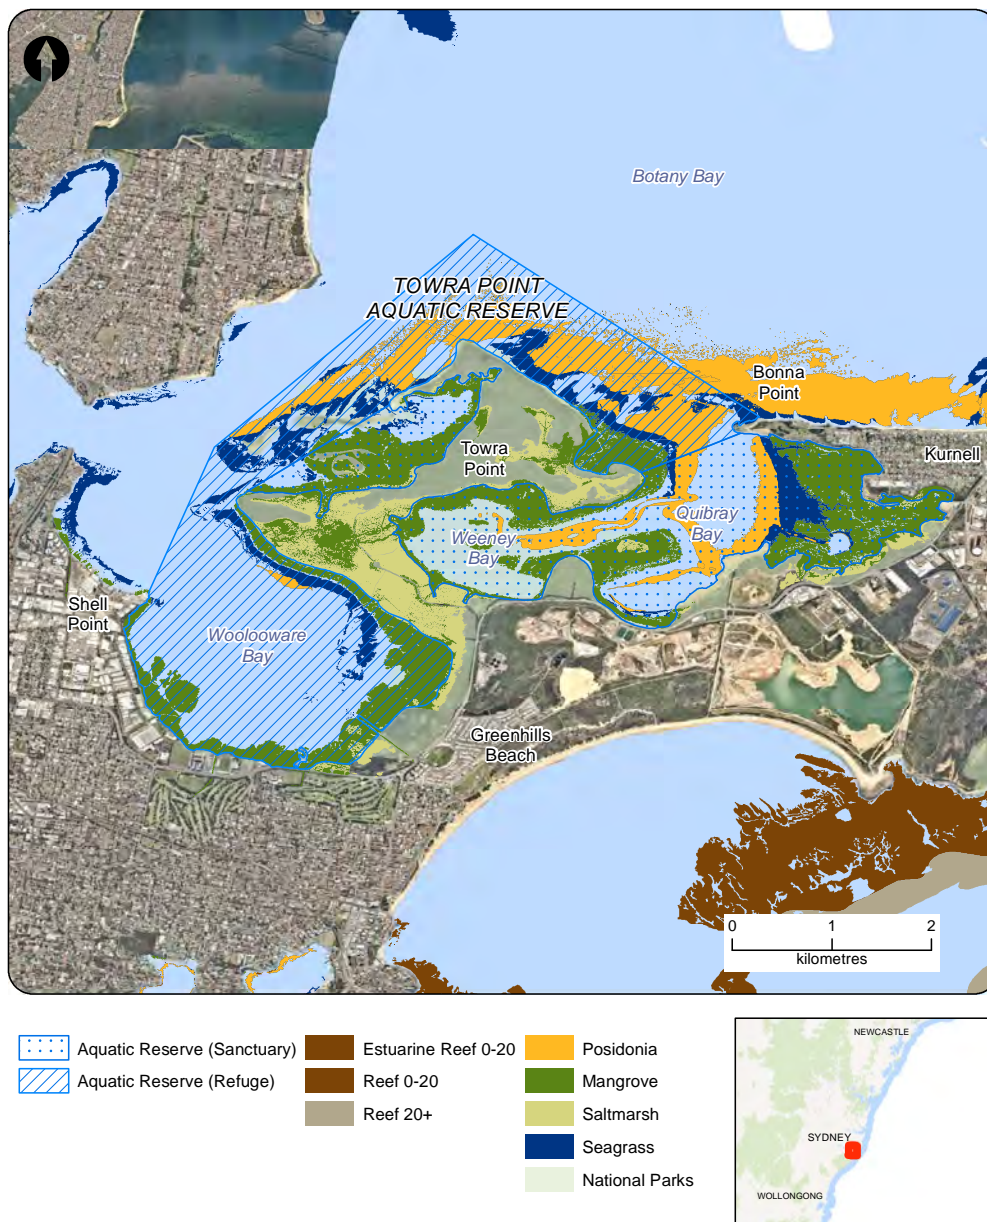 Botany Bay
TOWRA POINT
AQUATIC RESERVE
Bonna
Point
Towra
Point
Kurnell
Quibray
Bay
Weeney
Bay
Shell
Point
Woolooware
Bay
Greenhills
Beach
0 1 2
kilometres
Aquatic Reserve (Sanctuary)
Aquatic Reserve (Refuge)
Estuarine Reef 0-20
Reef 0-20
Reef 20+
Posidonia
Mangrove
Saltmarsh
Seagrass
National Parks
NEWCASTLE
SYDNEY
WOLLONGONG